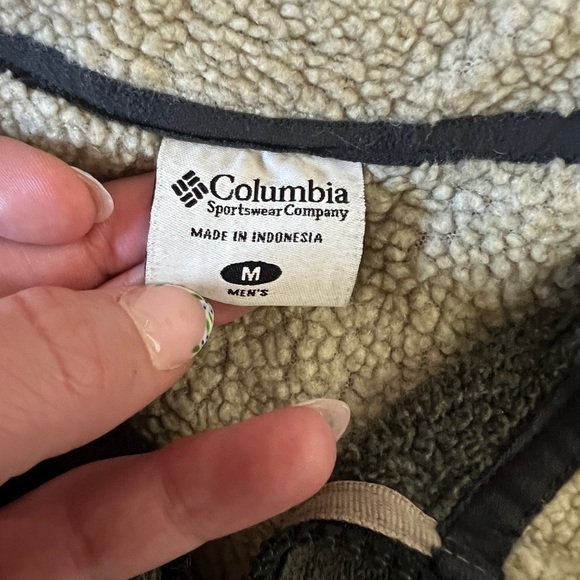 Columbia
Sportswear Company
MADE IN INDONESIA
M
MEN'S